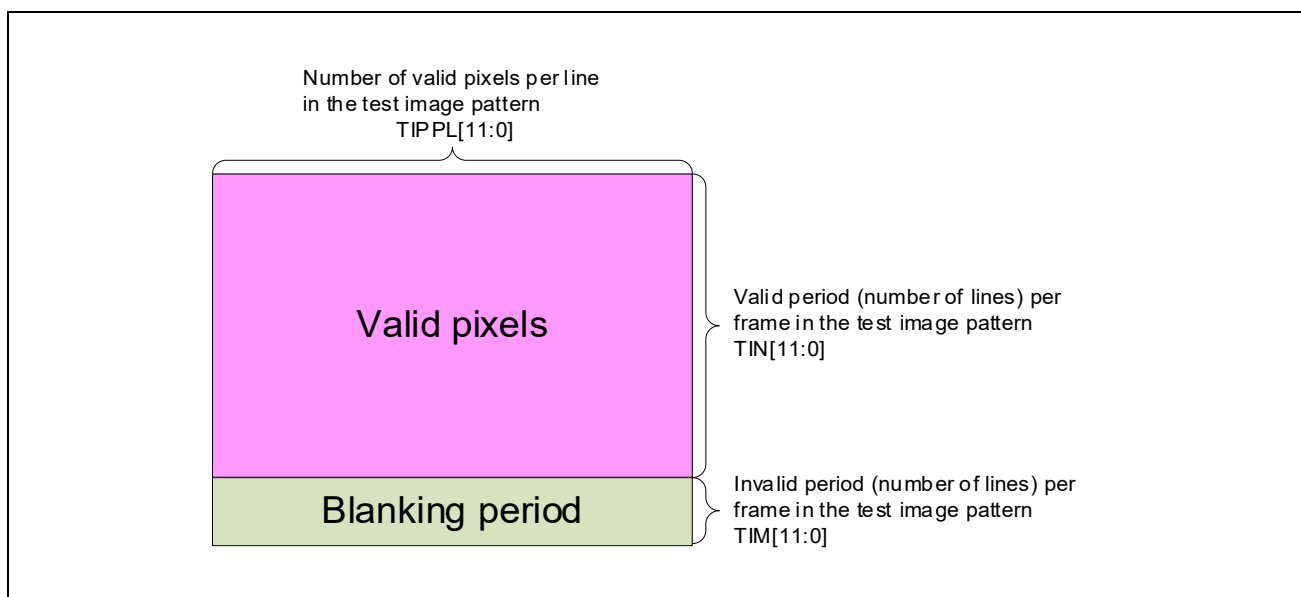 Number of valid pixels per line
in the test image pattern
TIPPL[11:0]
Valid pixels
Valid period (number of lines) per
frame in the test image pattern
TIN[11:0]
Blanking period
Invalid period (number of lines) per
frame in the test image pattern
TIM[11:0]